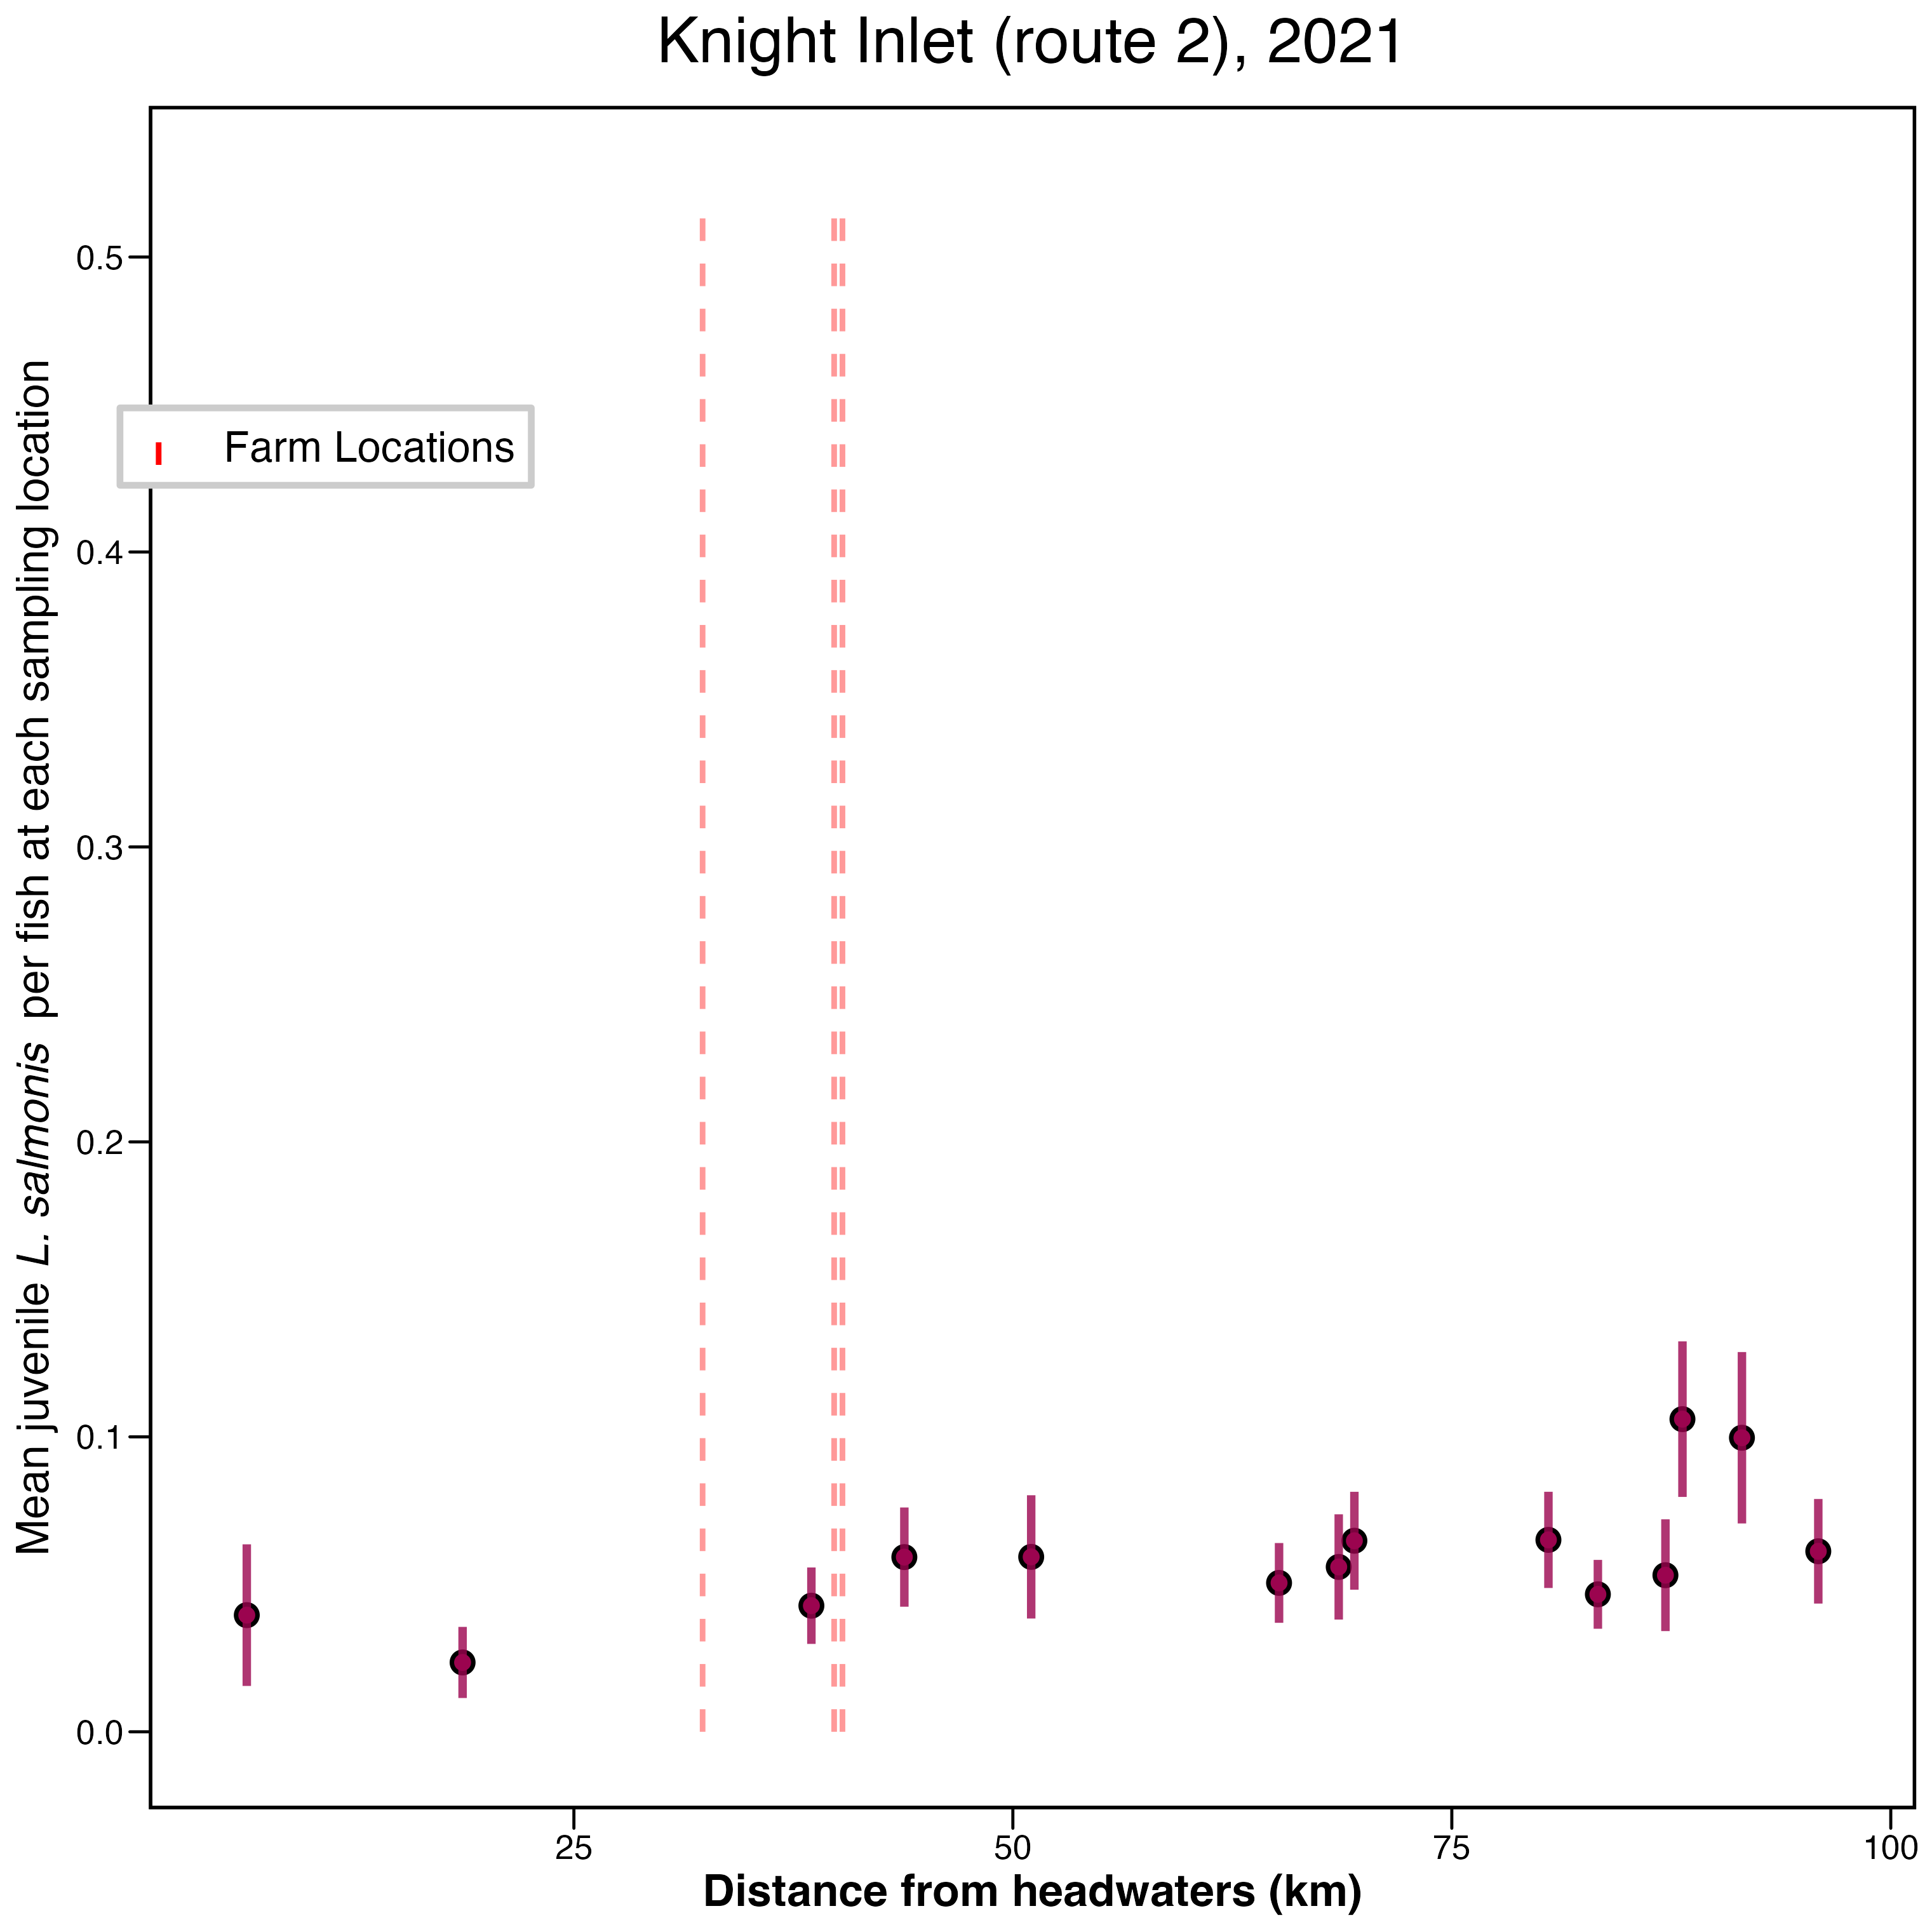 Knight Inlet (route 2), 2021
Mean juvenile L. salmonis per fish at each sampling location
0.5
0.4
0.3
0.2
0.1
0.0
Farm Locations
25 50 75 100
Distance from headwaters (km)